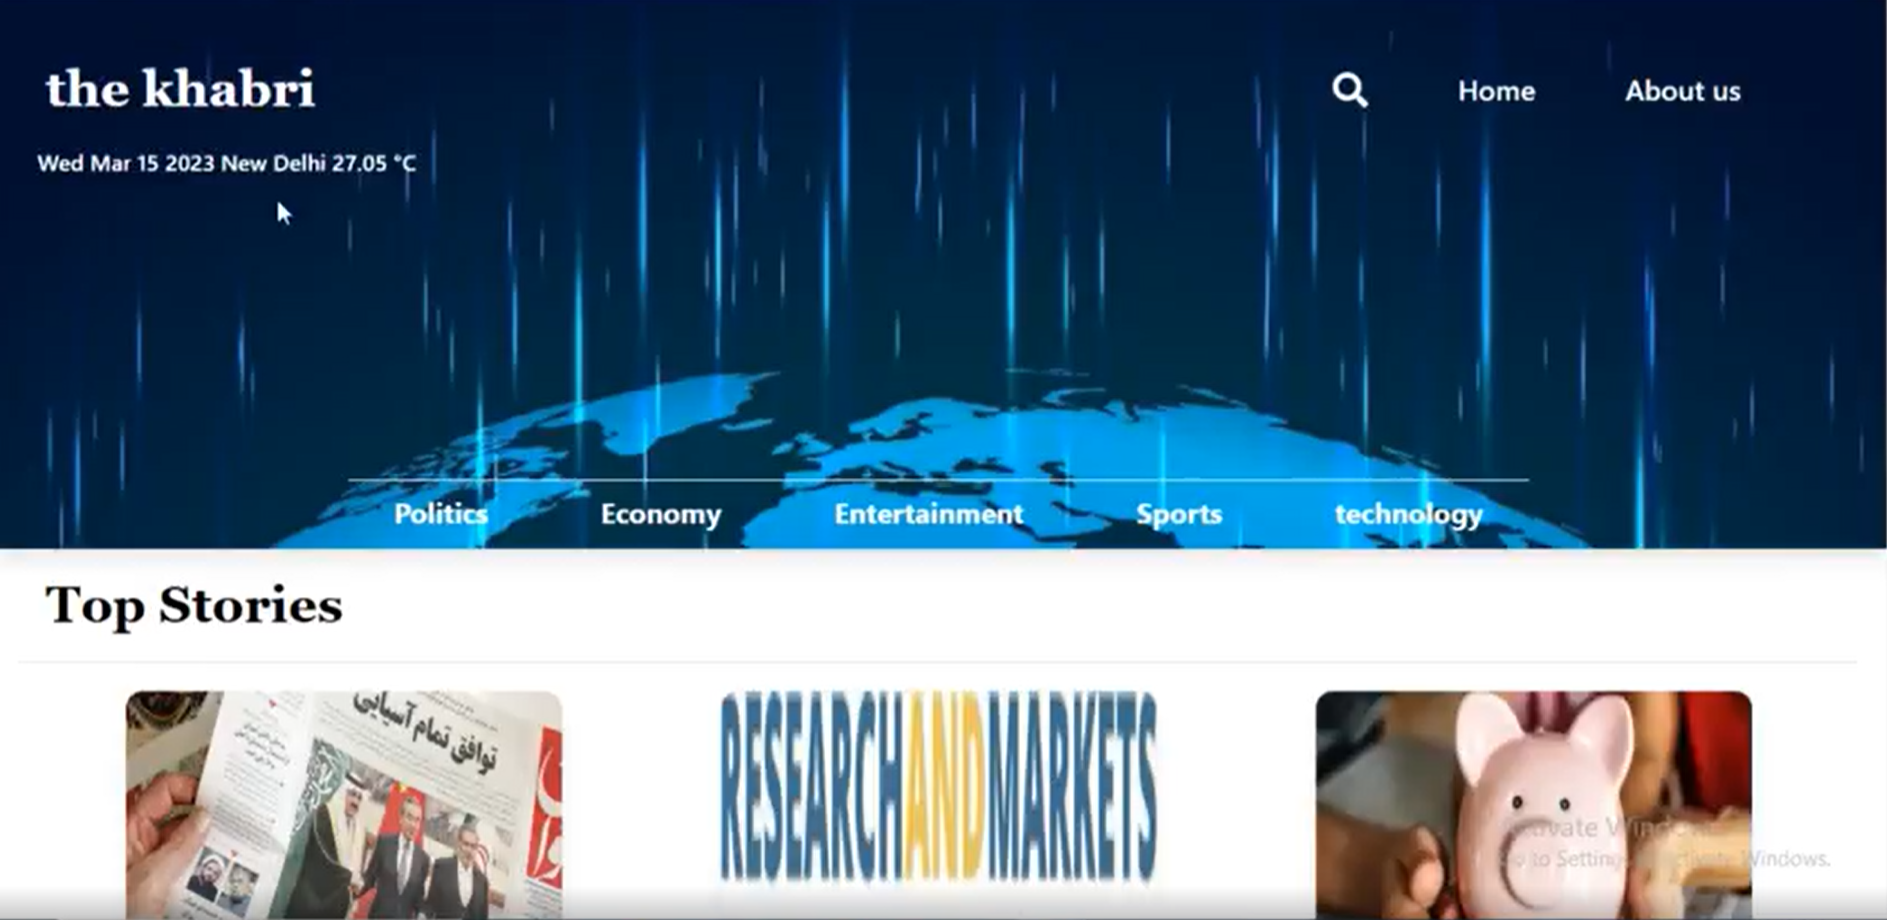 the khabri
Home
About us
Wed Mar 15 2023 New Delhi 27.05 °C
Politics
Economy
Entertainment
Sports
technology
Top Stories
توافق تمام آسیایی
RESEARCHANDMARKETS
Activate Windows
Go to Settings to activate Windows.